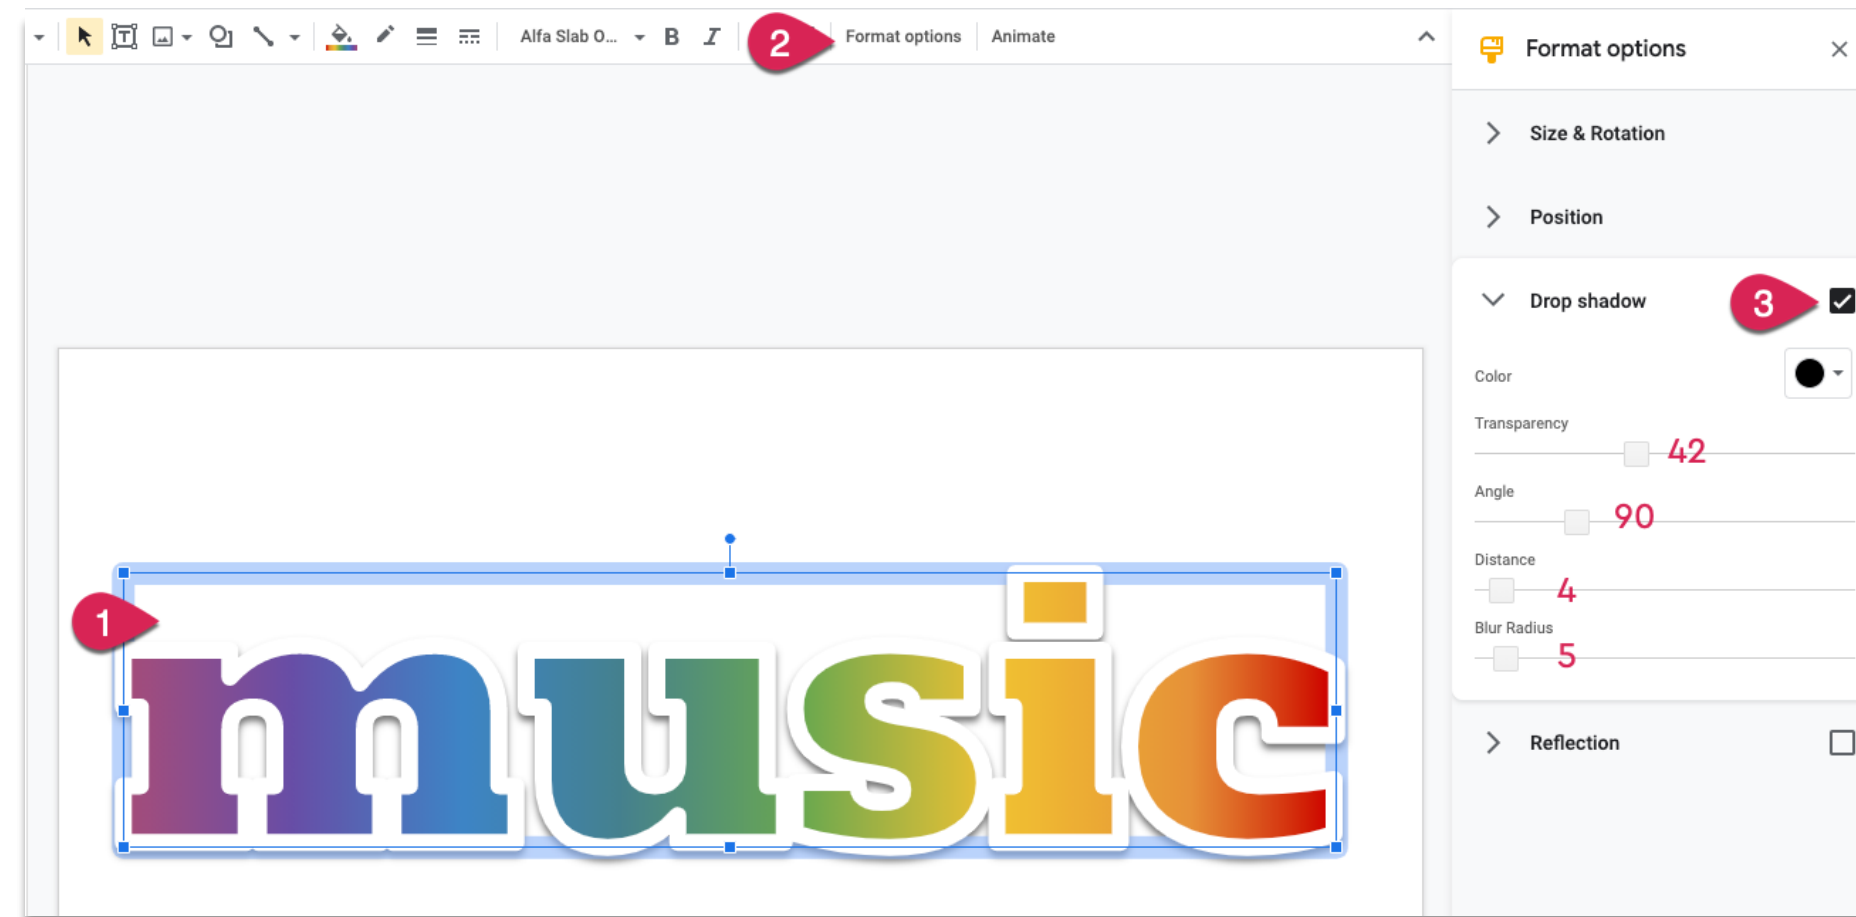 Alfa Slab O... B I 2 Format options Animate
Format options
Size & Rotation
Position
Drop shadow 3
Color
Transparency
42
Angle
90
Distance
4
Blur Radius
5
Reflection
1
music